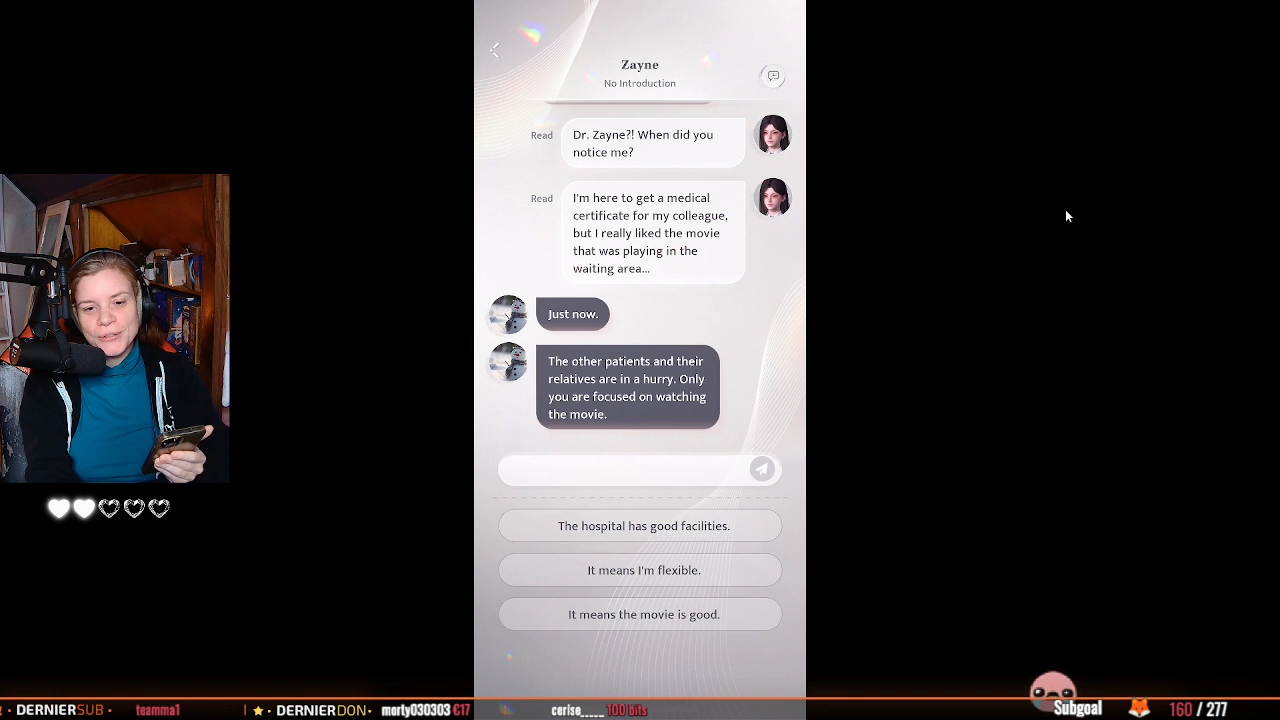 Zayne
No Introduction
Read
Dr. Zayne?! When did you
notice me?
Read
I'm here to get a medical
certificate for my colleague,
but I really liked the movie
that was playing in the
waiting area...
Just now.
The other patients and their
relatives are in a hurry. Only
you are focused on watching
the movie.
The hospital has good facilities.
It means I'm flexible.
It means the movie is good.
• DERNIERSUB • teamma1 | ★ • DERNIERDON • morty030303 €17 cerise_____ 100 bits Subgoal 160 / 277